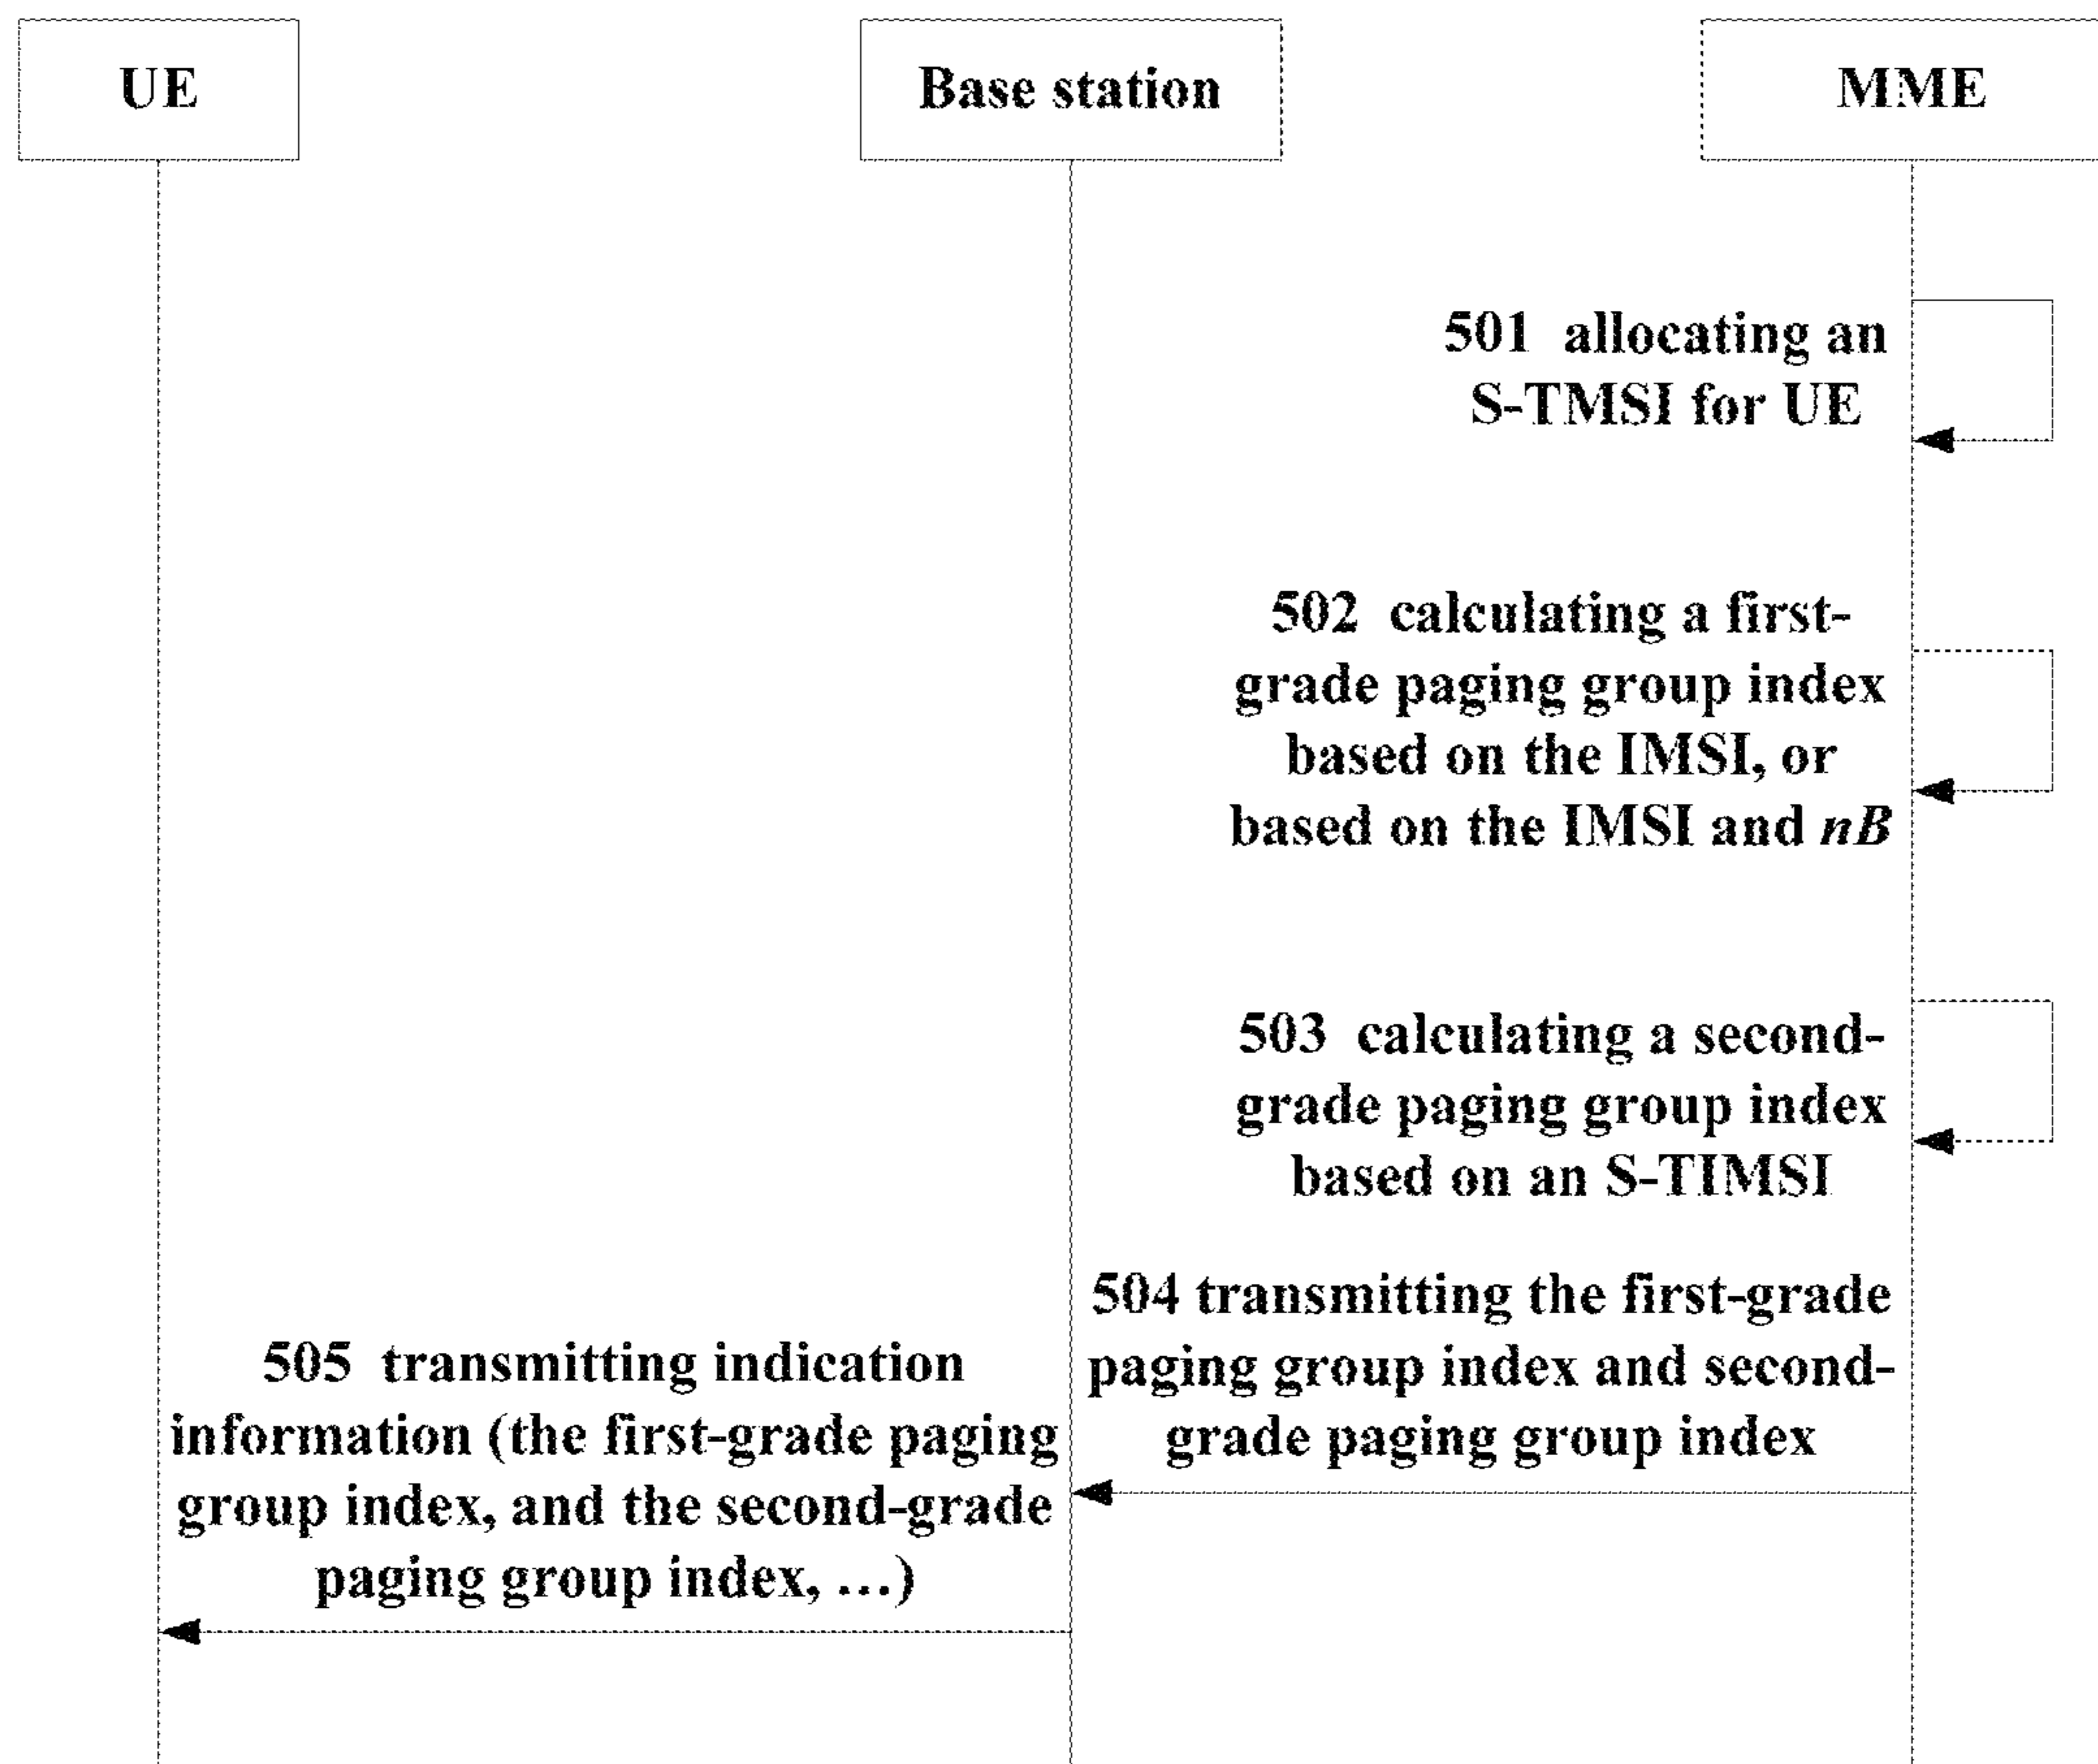 UE
Base station
MME
501 allocating an
S-TMSI for UE
502 calculating a first-
grade paging group index
based on the IMSI, or
based on the IMSI and nB
503 calculating a second-
grade paging group index
based on an S-TIMSI
504 transmitting the first-grade
paging group index and second-
grade paging group index
505 transmitting indication
information (the first-grade paging
group index, and the second-grade
paging group index, ...)